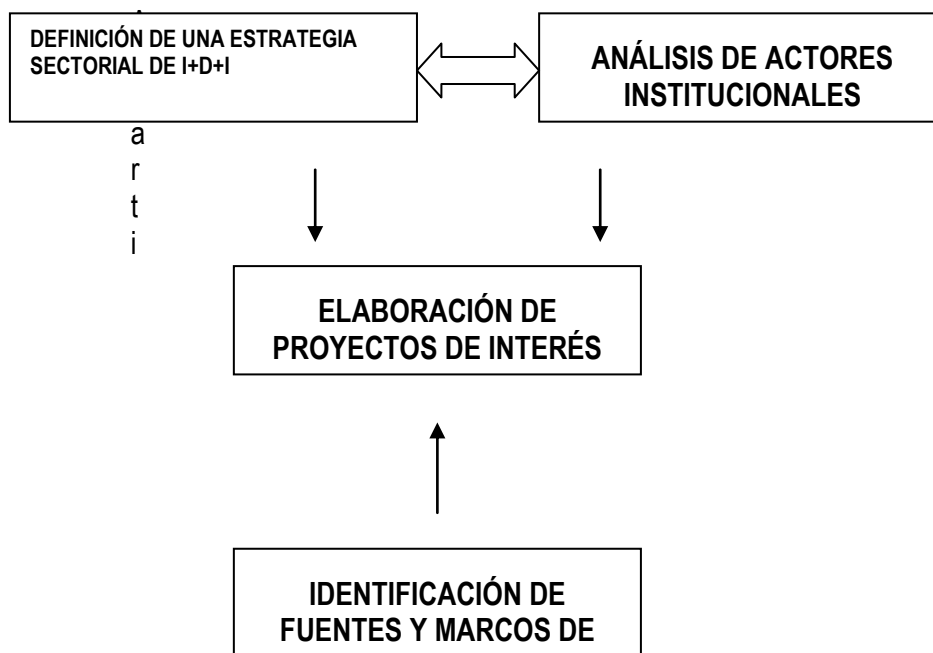 DEFINICIÓN DE UNA ESTRATEGIA
SECTORIAL DE I+D+I
ANÁLISIS DE ACTORES
INSTITUCIONALES
a
r
t
i
ELABORACIÓN DE
PROYECTOS DE INTERÉS
IDENTIFICACIÓN DE
FUENTES Y MARCOS DE